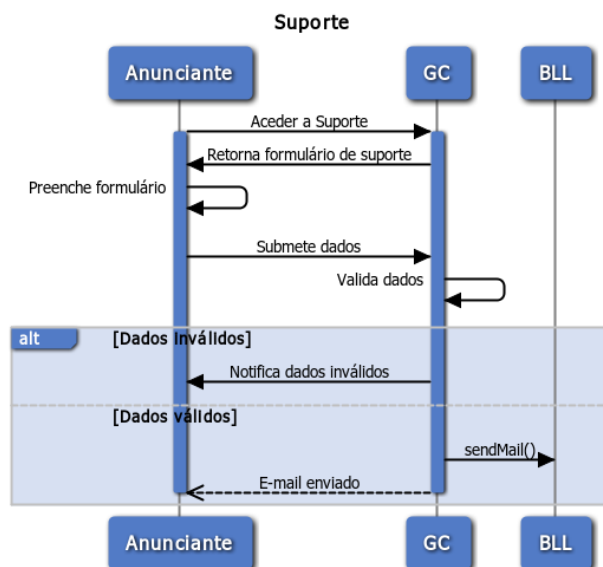 Suporte
Anunciante GC BLL
Aceder a Suporte
Retorna formulário de suporte
Preenche formulário
Submete dados
Valida dados
alt [Dados inválidos]
Notifica dados inválidos
[Dados válidos]
sendMail()
E-mail enviado
Anunciante GC BLL